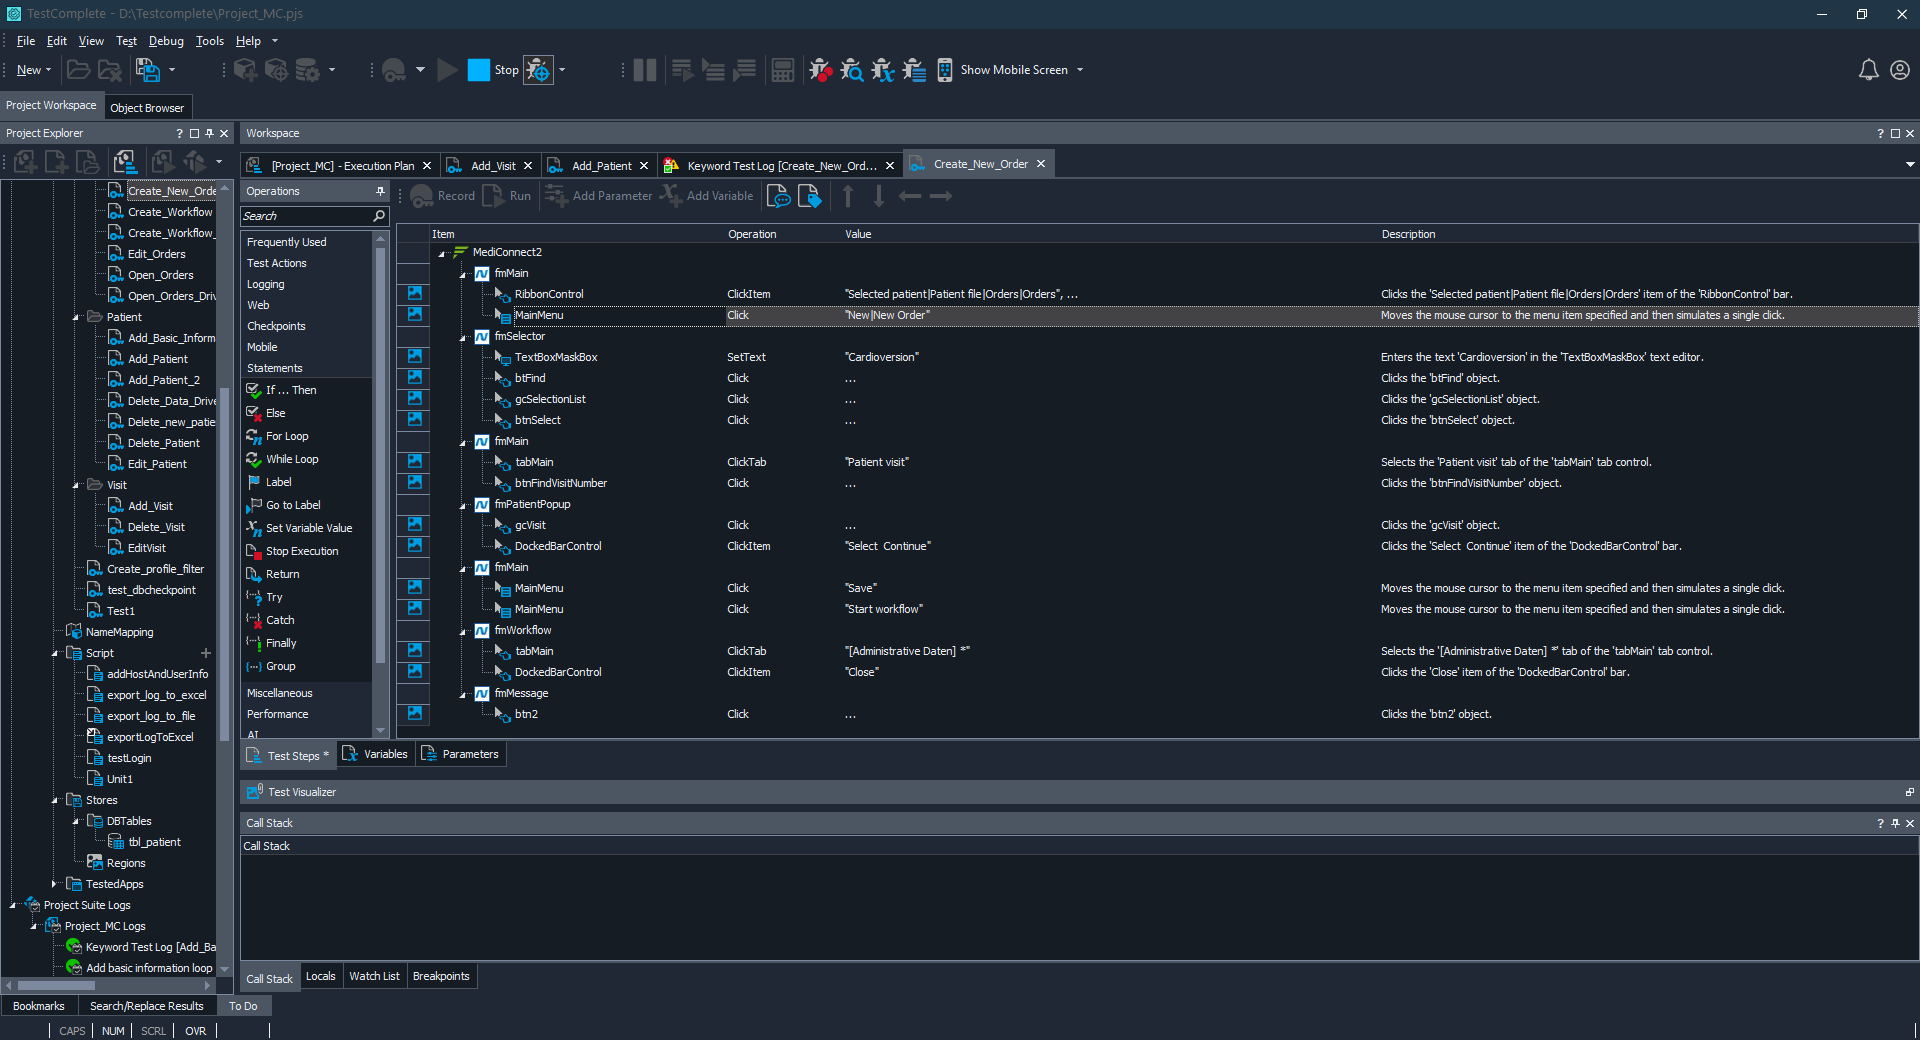 TestComplete - D:\Testcomplete\Project_MC.pjs
File Edit View Test Debug Tools Help
New Stop Show Mobile Screen
Project Workspace Object Browser
Project Explorer ?
Workspace ?
[Project_MC] - Execution Plan Add_Visit Add_Patient Keyword Test Log [Create_New_Ord... Create_New_Order
Create_New_Orde
Create_Workflow
Create_Workflow_
Edit_Orders
Open_Orders
Open_Orders_Driv
Patient
Add_Basic_Inform
Add_Patient
Add_Patient_2
Delete_Data_Drive
Delete_new_patie
Delete_Patient
Edit_Patient
Visit
Add_Visit
Delete_Visit
EditVisit
Create_profile_filter
test_dbcheckpoint
Test1
NameMapping
Script
addHostAndUserInfo
export_log_to_excel
export_log_to_file
exportLogToExcel
testLogin
Unit1
Stores
DBTables
tbl_patient
Regions
TestedApps
Project Suite Logs
Project_MC Logs
Keyword Test Log [Add_Ba
Add basic information loop
Operations
Search
Frequently Used
Test Actions
Logging
Web
Checkpoints
Mobile
Statements
If ... Then
Else
For Loop
While Loop
Label
Go to Label
Set Variable Value
Stop Execution
Return
Try
Catch
Finally
Group
Miscellaneous
Performance
AI
Record Run Add Parameter Add Variable
Item Operation Value Description
MediConnect2
fmMain
RibbonControl ClickItem "Selected patient|Patient file|Orders|Orders", ... Clicks the 'Selected patient|Patient file|Orders|Orders' item of the 'RibbonControl' bar.
MainMenu Click "New|New Order" Moves the mouse cursor to the menu item specified and then simulates a single click.
fmSelector
TextBoxMaskBox SetText "Cardioversion" Enters the text 'Cardioversion' in the 'TextBoxMaskBox' text editor.
btFind Click ... Clicks the 'btFind' object.
gcSelectionList Click ... Clicks the 'gcSelectionList' object.
btnSelect Click ... Clicks the 'btnSelect' object.
fmMain
tabMain ClickTab "Patient visit" Selects the 'Patient visit' tab of the 'tabMain' tab control.
btnFindVisitNumber Click ... Clicks the 'btnFindVisitNumber' object.
fmPatientPopup
gcVisit Click ... Clicks the 'gcVisit' object.
DockedBarControl ClickItem "Select  Continue" Clicks the 'Select  Continue' item of the 'DockedBarControl' bar.
fmMain
MainMenu Click "Save" Moves the mouse cursor to the menu item specified and then simulates a single click.
MainMenu Click "Start workflow" Moves the mouse cursor to the menu item specified and then simulates a single click.
fmWorkflow
tabMain ClickTab "[Administrative Daten] *" Selects the '[Administrative Daten] *' tab of the 'tabMain' tab control.
DockedBarControl ClickItem "Close" Clicks the 'Close' item of the 'DockedBarControl' bar.
fmMessage
btn2 Click ... Clicks the 'btn2' object.
Test Steps * Variables Parameters
Test Visualizer
Call Stack ?
Call Stack
Call Stack Locals Watch List Breakpoints
Bookmarks Search/Replace Results To Do
CAPS NUM SCRL OVR